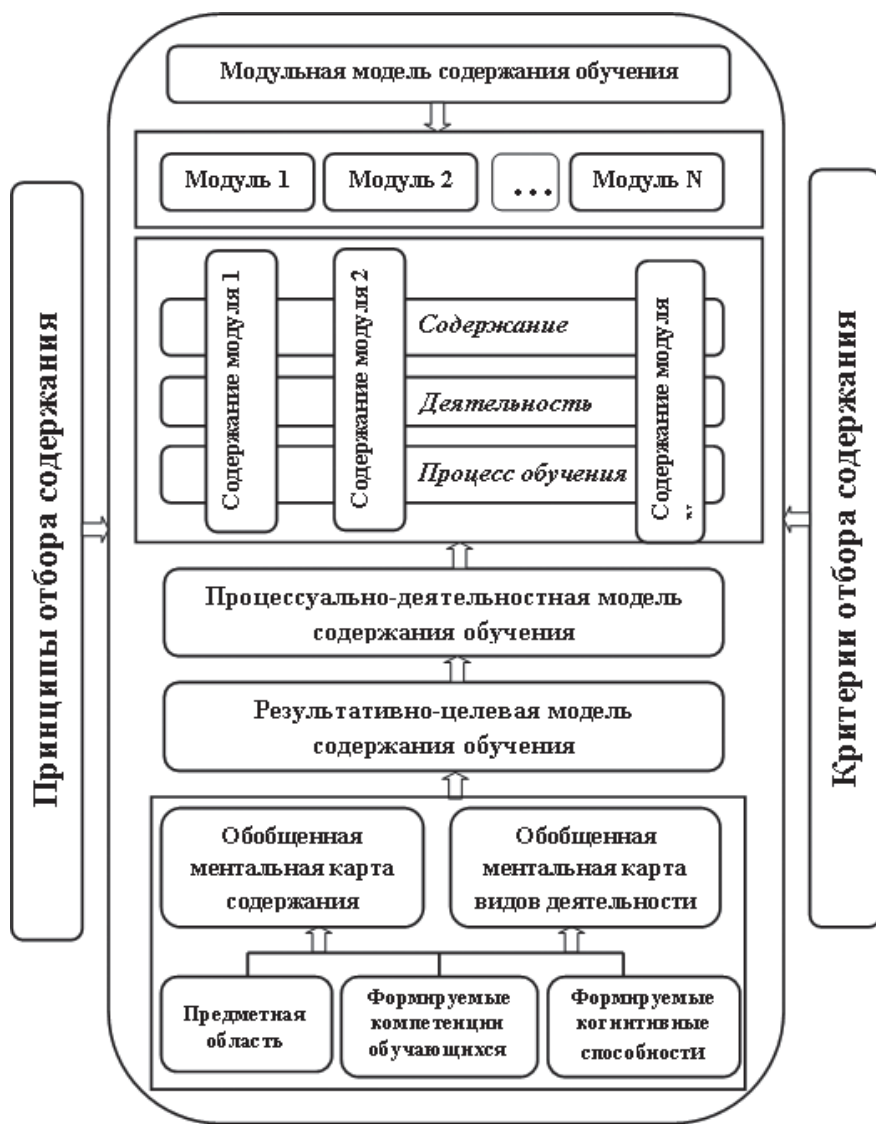 Модульная модель содержания обучения
Модуль 1
Модуль 2
...
Модуль N
Принципы отбора содержания
Содержание модуля 1
Содержание модуля 2
Содержание модуля
Содержание
Деятельность
Процесс обучения
Критерии отбора содержания
Процессуально-деятельностная модель
содержания обучения
Результативно-целевая модель
содержания обучения
Обобщенная
ментальная карта
содержания
Обобщенная
ментальная карта
видов деятельности
Предметная
область
Формируемые
компетенции
обучающихся
Формируемые
когнитивные
способности